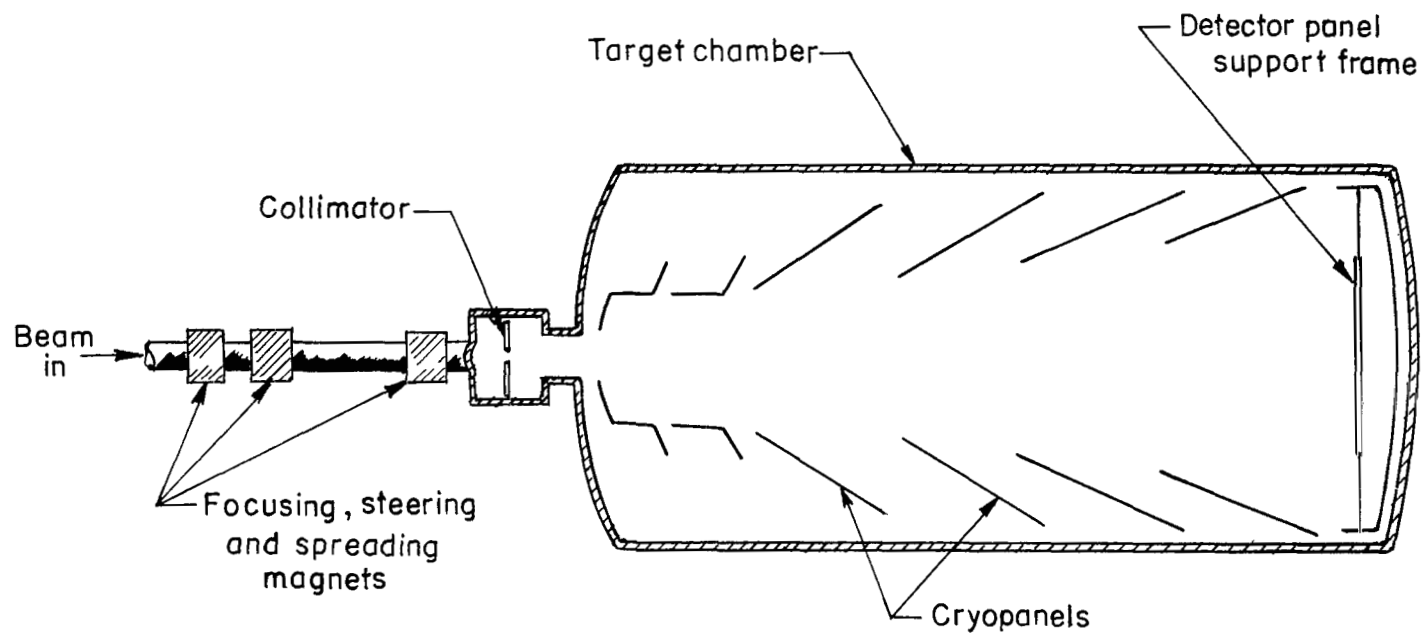 Detector panel
support frame
Target chamber
Collimator
Beam
in
Focusing, steering
and spreading
magnets
Cryopanels